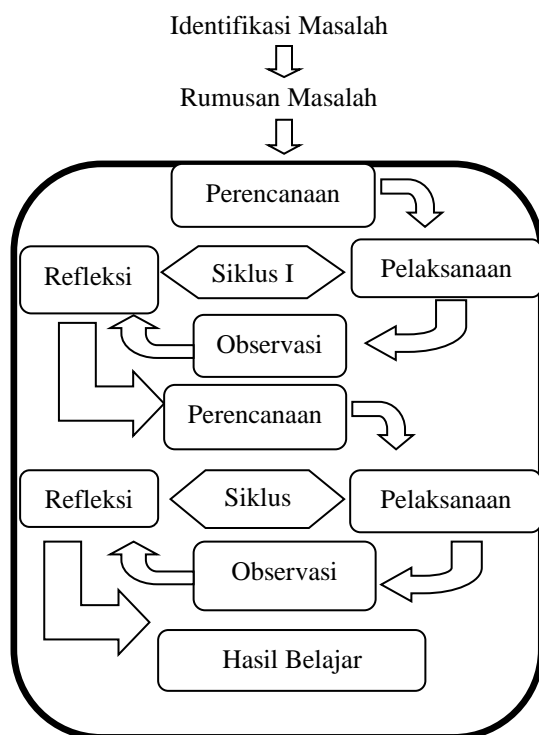 Identifikasi Masalah
Rumusan Masalah
Perencanaan
Refleksi
Siklus I
Pelaksanaan
Observasi
Perencanaan
Refleksi
Siklus
Pelaksanaan
Observasi
Hasil Belajar